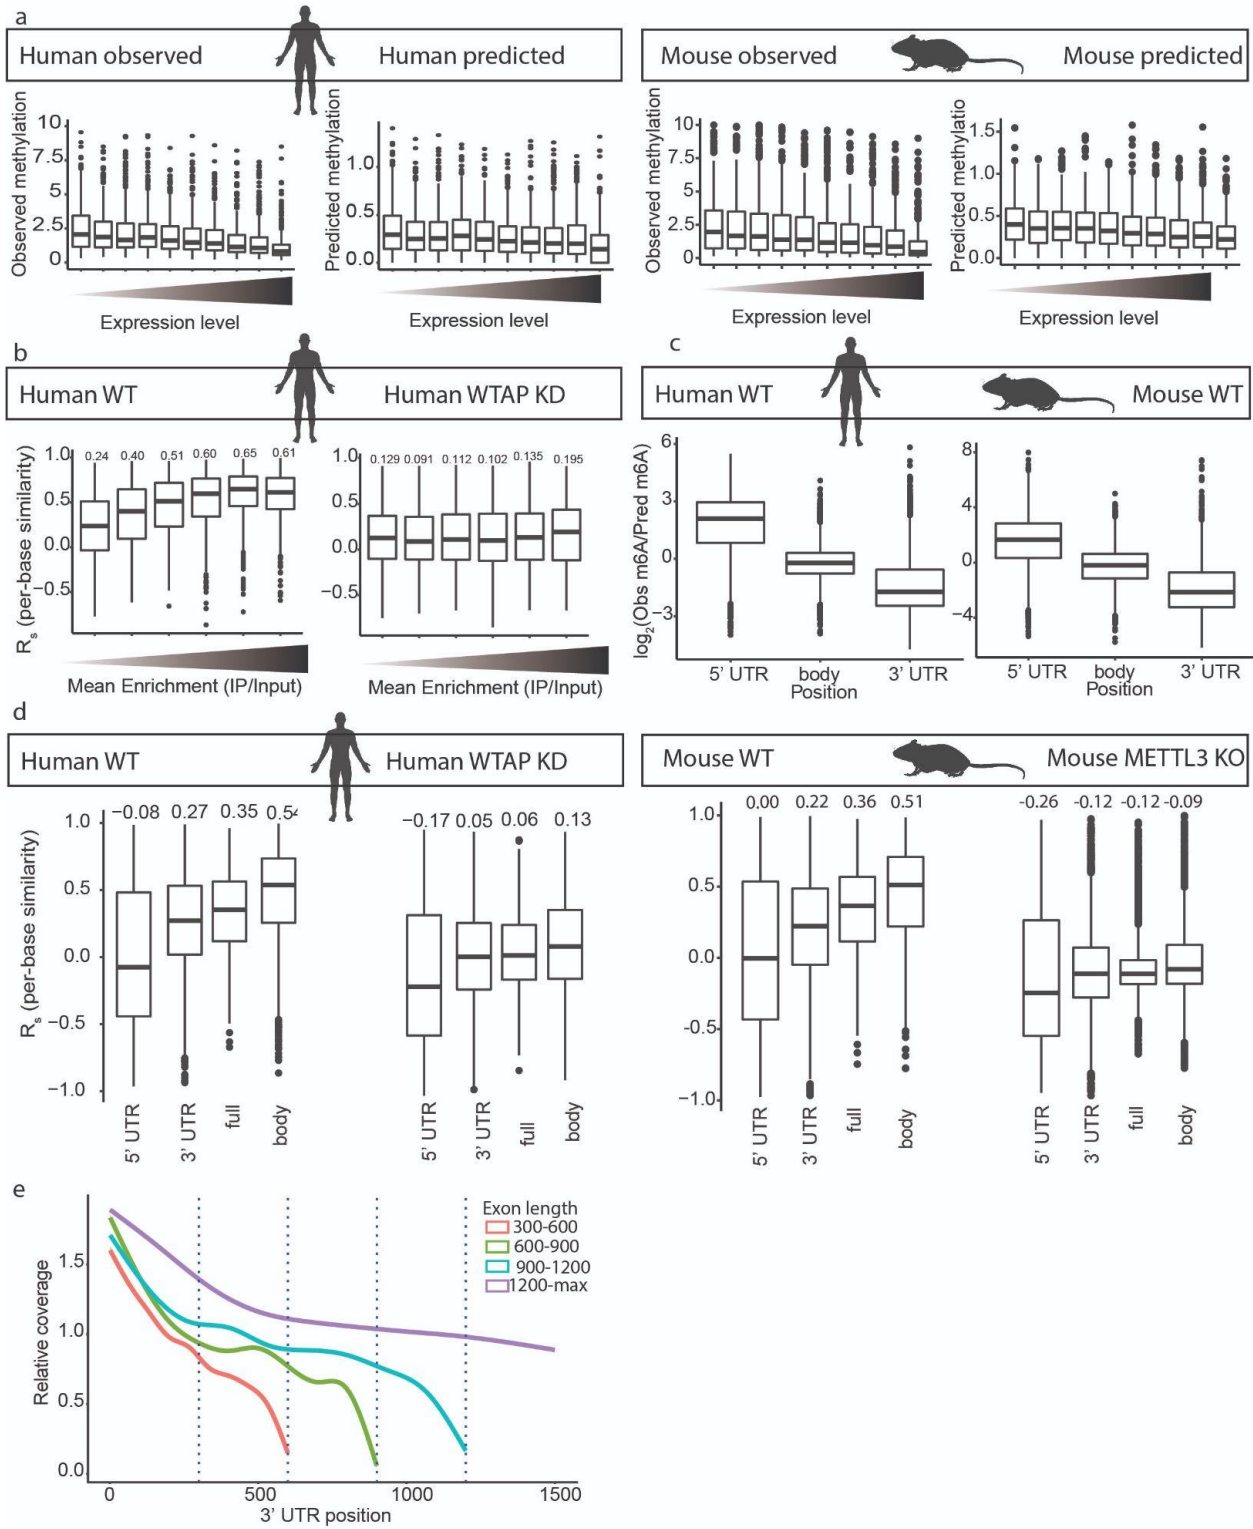 a
Human observed
Human predicted
Mouse observed
Mouse predicted
Observed methylation
10
7.5
5
2.5
0
Expression level
Predicted methylation
1.0
0.5
0.0
Expression level
Observed methylation
10
7.5
5
2.5
0
Expression level
Predicted methylatio
1.5
1.0
0.5
0.0
Expression level
b
Human WT
Human WTAP KD
Rs (per-base similarity)
1.0
0.5
0.0
−0.5
0.24 0.40 0.51 0.60 0.65 0.61
Mean Enrichment (IP/Input)
1.0
0.5
0.0
−0.5
0.129 0.091 0.112 0.102 0.135 0.195
Mean Enrichment (IP/Input)
c
Human WT
Mouse WT
log2(Obs m6A/Pred m6A)
6
3
0
−3
5' UTR body 3' UTR
Position
8
4
0
−4
5' UTR body 3' UTR
Position
d
Human WT
Human WTAP KD
Mouse WT
Mouse METTL3 KO
Rs (per-base similarity)
1.0
0.5
0.0
−0.5
−1.0
−0.08 0.27 0.35 0.54
5' UTR
3' UTR
full
body
−0.17 0.05 0.06 0.13
5' UTR
3' UTR
full
body
1.0
0.5
0.0
-0.5
−1.0
0.00 0.22 0.36 0.51
5' UTR
3' UTR
full
body
-0.26 -0.12 -0.12 -0.09
5' UTR
3' UTR
full
body
e
Relative coverage
1.5
1.0
0.5
0.0
Exon length
300-600
600-900
900-1200
1200-max
0 500 1000 1500
3' UTR position